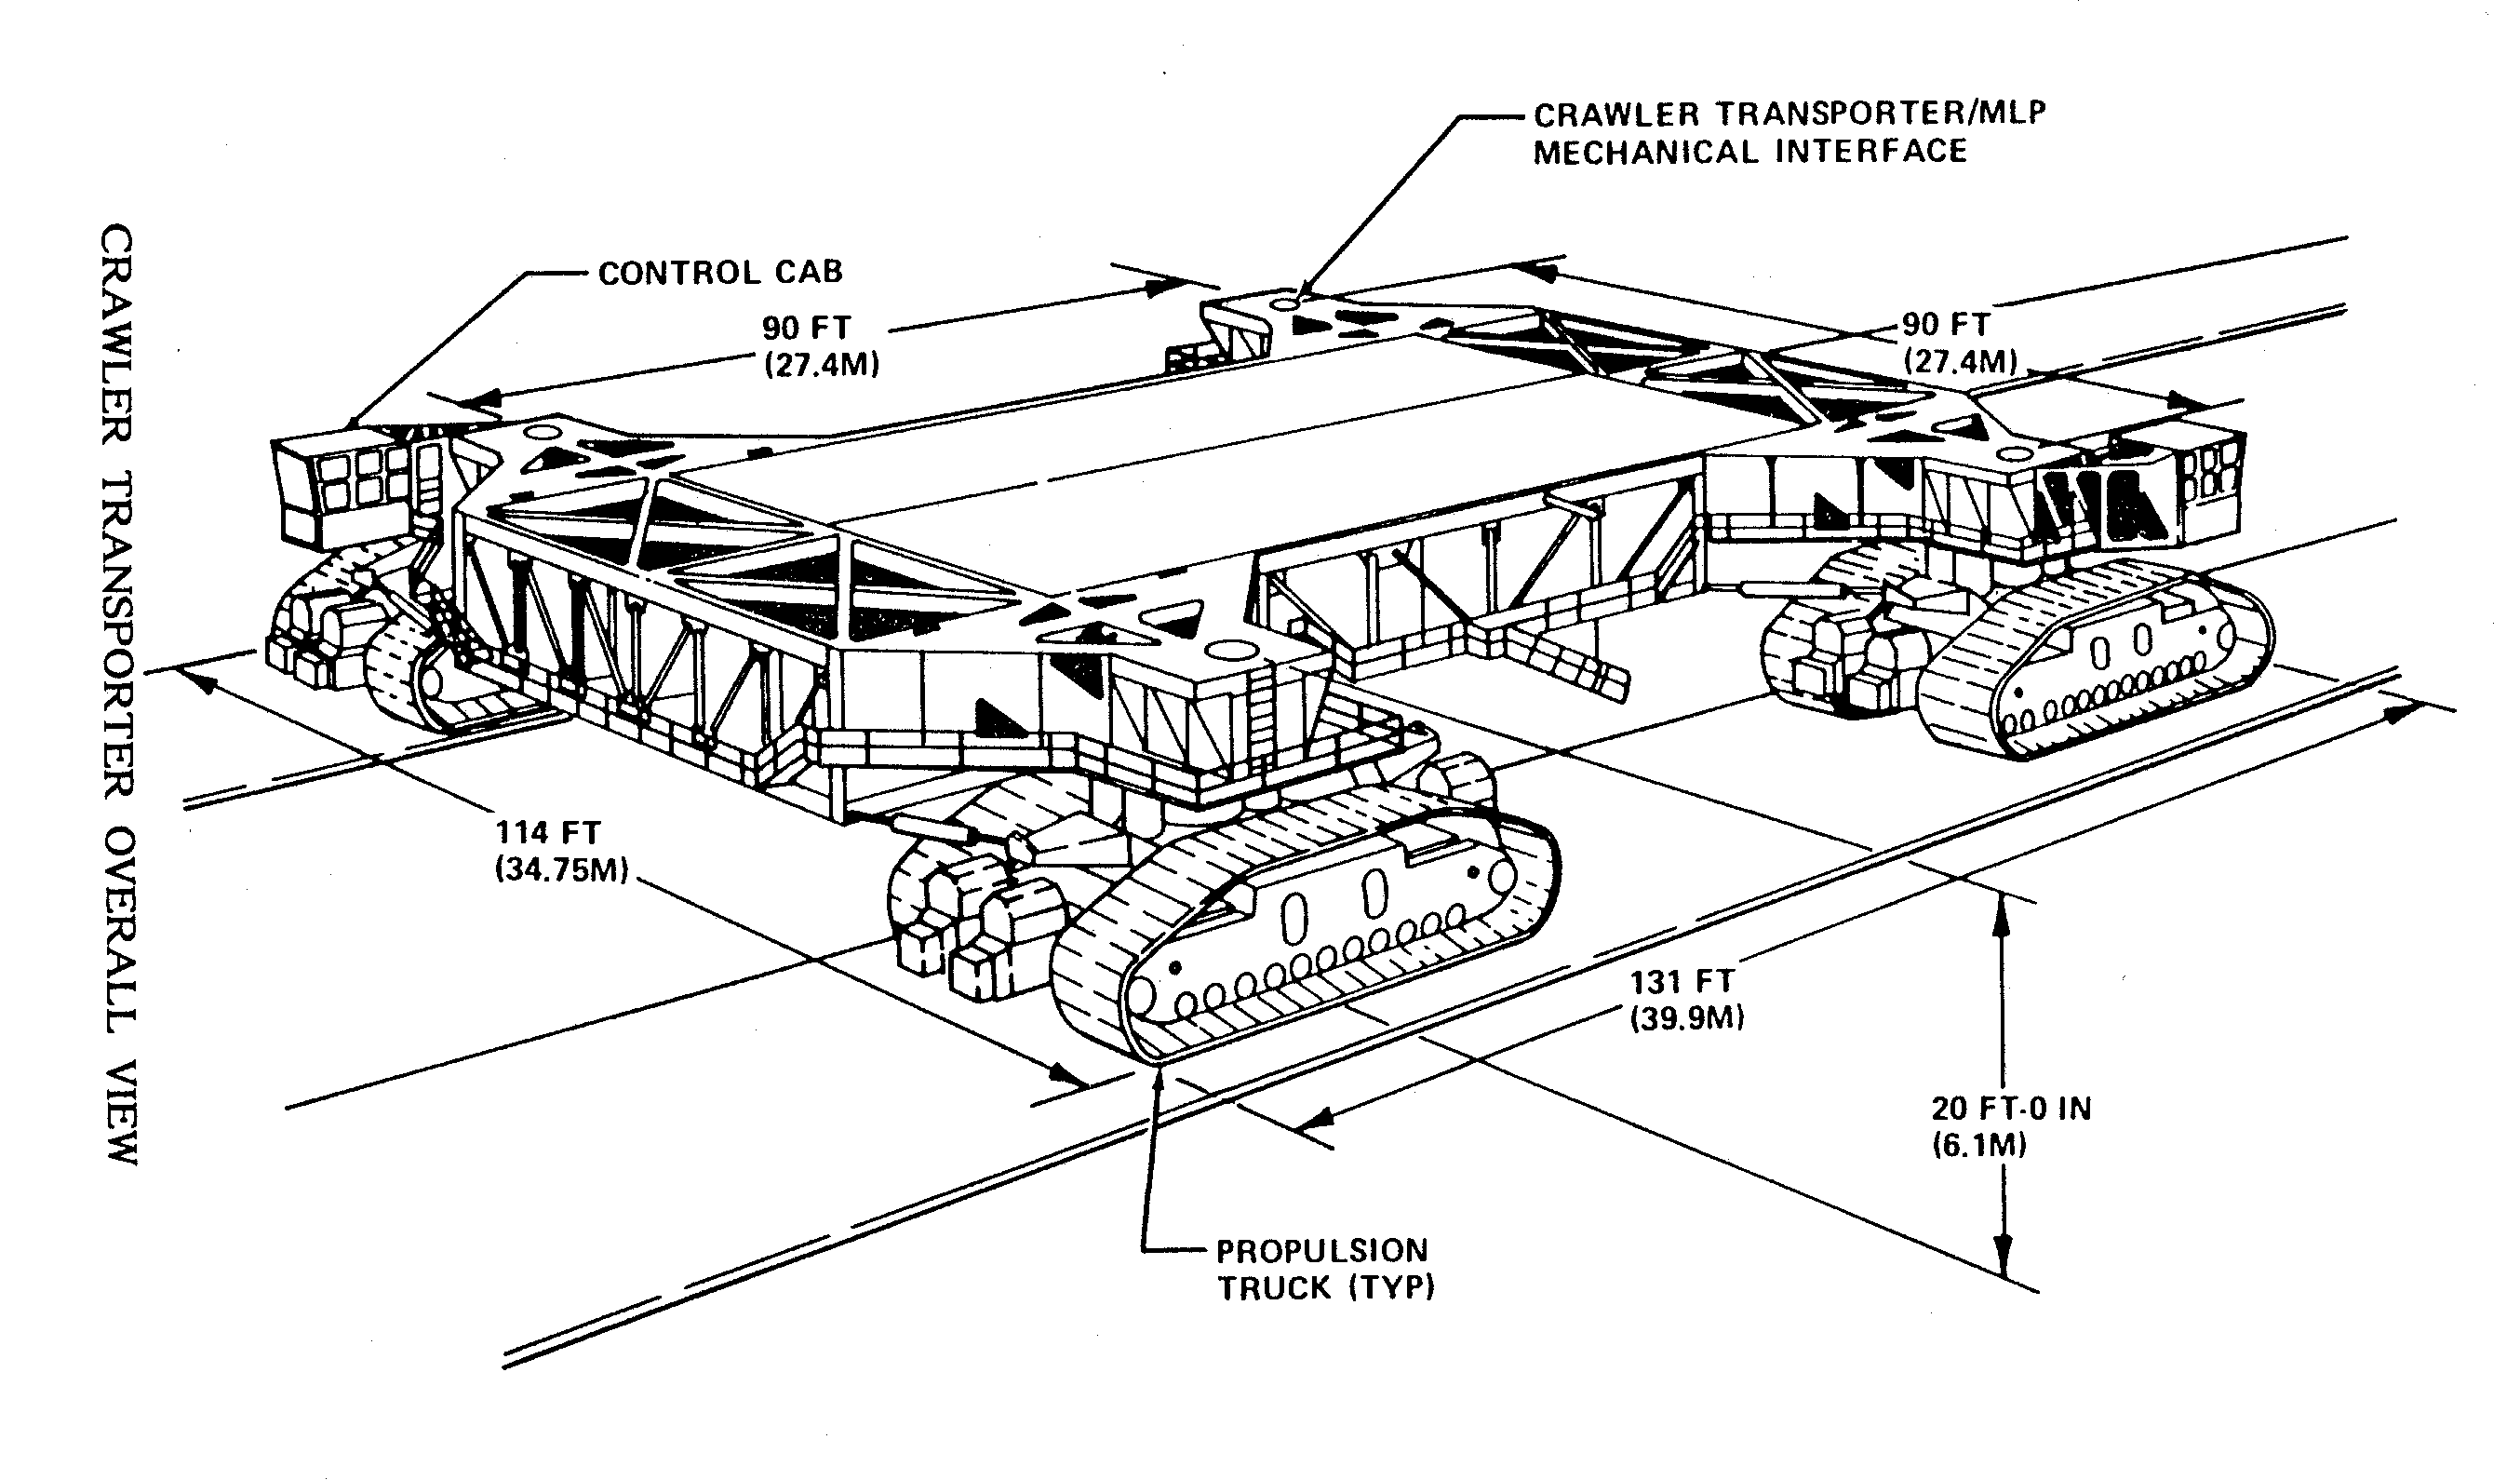 CRAWLER TRANSPORTER/MLP
MECHANICAL INTERFACE
CONTROL CAB
90 FT
(27.4M)
90 FT
(27.4M)
CRAWLER TRANSPORTER OVERALL VIEW
114 FT
(34.75M)
131 FT
(39.9M)
20 FT-0 IN
(6.1M)
PROPULSION
TRUCK (TYP)